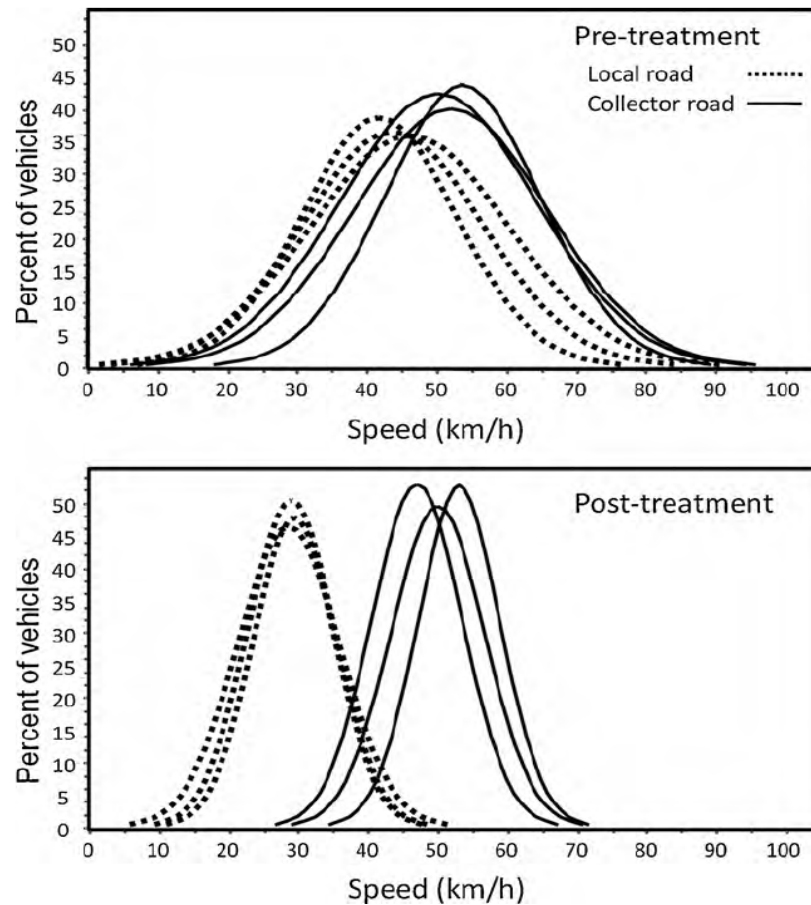 Pre-treatment
Local road
Collector road
Percent of vehicles
50
45
40
35
30
25
20
15
10
5
0
0 10 20 30 40 50 60 70 80 90 100
Speed (km/h)
Post-treatment
Percent of vehicles
50
45
40
35
30
25
20
15
10
5
0
0 10 20 30 40 50 60 70 80 90 100
Speed (km/h)